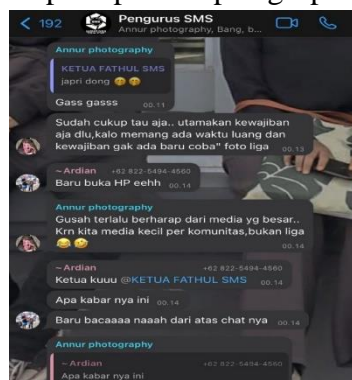 192
Pengurus SMS
Annur photography, Bang, b...
Annur photography
KETUA FATHUL SMS
japri dong
Gass gasss 00.11
Sudah cukup tau aja.. utamakan kewajiban
aja dlu,kalo memang ada waktu luang dan
kewajiban gak ada baru coba" foto liga 00.13
~ Ardian +62 822-5494-4560
Baru buka HP eehh 00.14
Annur photography
Gusah terlalu berharap dari media yg besar..
Krn kita media kecil per komunitas,bukan liga
00.14
~ Ardian +62 822-5494-4560
Ketua kuuu @KETUA FATHUL SMS 00.14
Apa kabar nya ini 00.14
Baru bacaaaa naaah dari atas chat nya 00.14
Annur photography
~ Ardian +62 822-5494-4560
Apa kabar nya ini